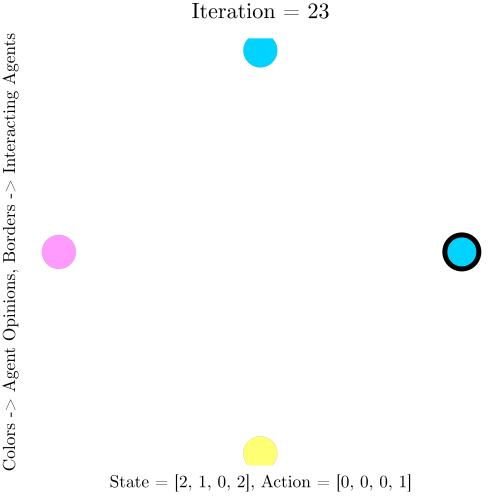 Iteration = 23
Colors -> Agent Opinions, Borders -> Interacting Agents
State = [2, 1, 0, 2], Action = [0, 0, 0, 1]